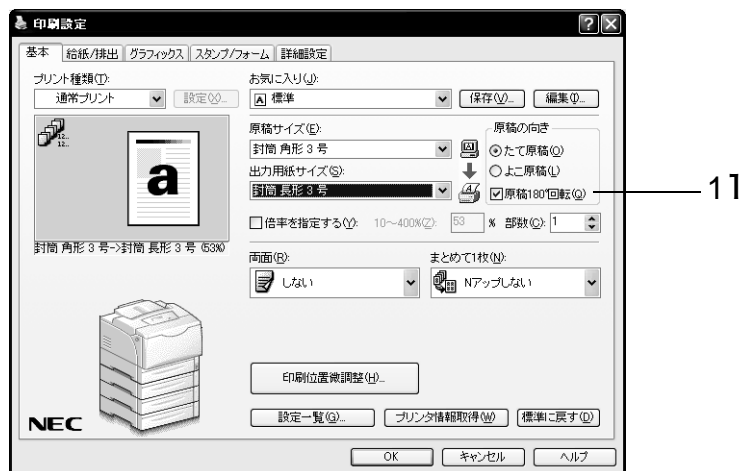 印刷設定
基本 給紙/排出 グラフィックス スタンプ/フォーム 詳細設定
プリント種類(T):
通常プリント 設定(X)...
お気に入り(J):
A 標準 保存(V)... 編集(I)...
12..
12..
a
封筒 角形 3 号->封筒 長形 3 号 (53%)
原稿サイズ(E):
封筒 角形 3 号
出力用紙サイズ(S):
封筒 長形 3 号
原稿の向き
たて原稿(O)
よこ原稿(L)
原稿180°回転(Q)
11
倍率を指定する(Y): 10～400%(Z): 53 % 部数(C): 1
両面(R):
しない
まとめて1枚(N):
Nアップしない
NEC
印刷位置微調整(H)...
設定一覧(G)... プリンタ情報取得(W) 標準に戻す(D)
OK キャンセル ヘルプ